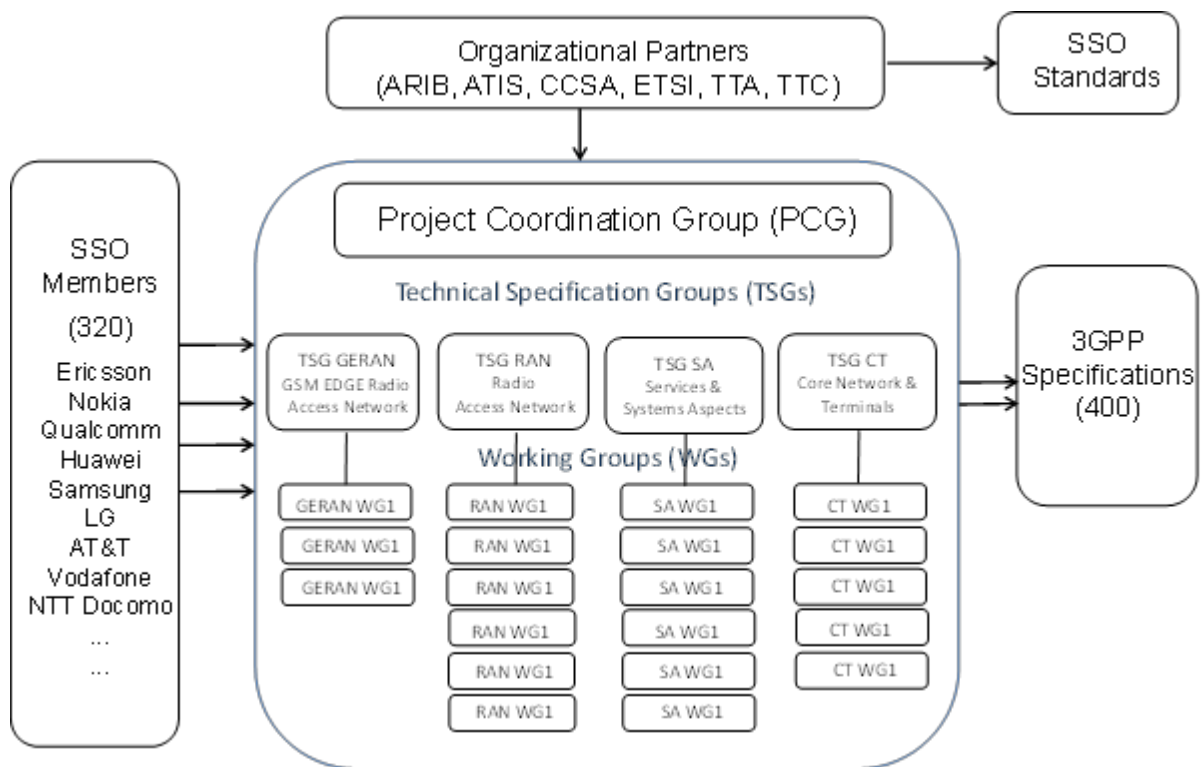 Organizational Partners
(ARIB, ATIS, CCSA, ETSI, TTA, TTC)
SSO
Standards
SSO
Members
(320)
Ericsson
Nokia
Qualcomm
Huawei
Samsung
LG
AT&T
Vodafone
NTT Docomo
...
...
Project Coordination Group (PCG)
Technical Specification Groups (TSGs)
TSG GERAN
GSM EDGE Radio
Access Network
TSG RAN
Radio
Access Network
TSG SA
Services &
Systems Aspects
TSG CT
Core Network &
Terminals
Working Groups (WGs)
GERAN WG1
GERAN WG1
GERAN WG1
RAN WG1
RAN WG1
RAN WG1
RAN WG1
RAN WG1
RAN WG1
SA WG1
SA WG1
SA WG1
SA WG1
SA WG1
SA WG1
CT WG1
CT WG1
CT WG1
CT WG1
CT WG1
3GPP
Specifications
(400)